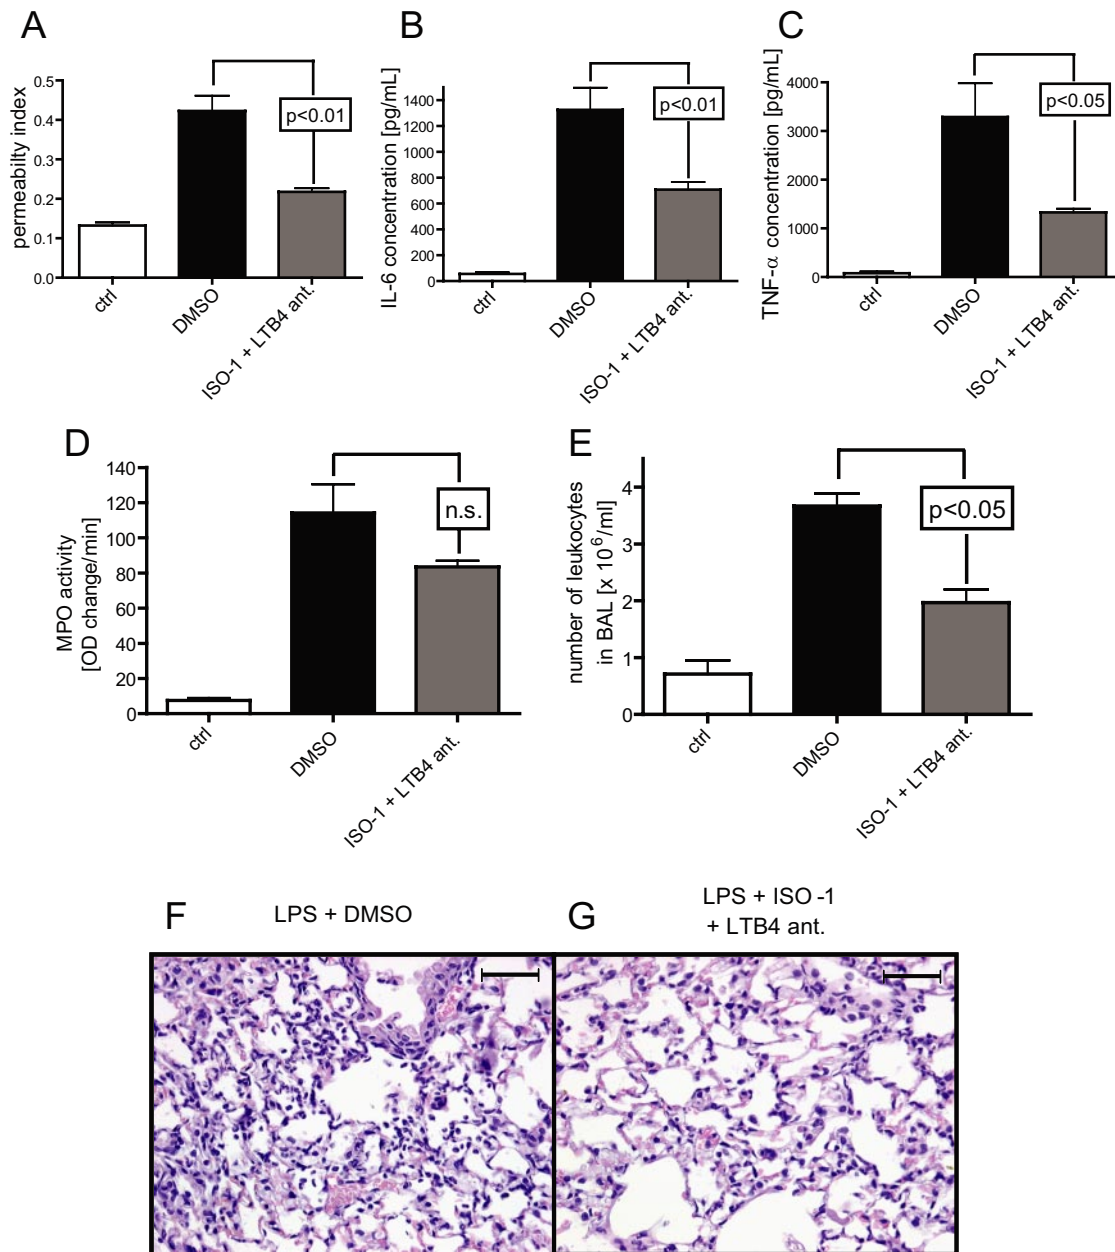 A
permeabilty index
0.5
0.4
0.3
0.2
0.1
0.0
p<0.01
ctrl
DMSO
ISO-1 + LTB4 ant.
B
IL-6 concentration [pg/mL]
1400
1200
1000
800
600
400
200
0
p<0.01
ctrl
DMSO
ISO-1 + LTB4 ant.
C
TNF-α concentration [pg/mL]
4000
3000
2000
1000
0
p<0.05
ctrl
DMSO
ISO-1 + LTB4 ant.
D
MPO activity
[OD change/min]
140
120
100
80
60
40
20
0
n.s.
ctrl
DMSO
ISO-1 + LTB4 ant.
E
number of leukocytes
in BAL [x 10⁶/ml]
4
3
2
1
0
p<0.05
ctrl
DMSO
ISO-1 + LTB4 ant.
F
LPS + DMSO
G
LPS + ISO -1
+ LTB4 ant.